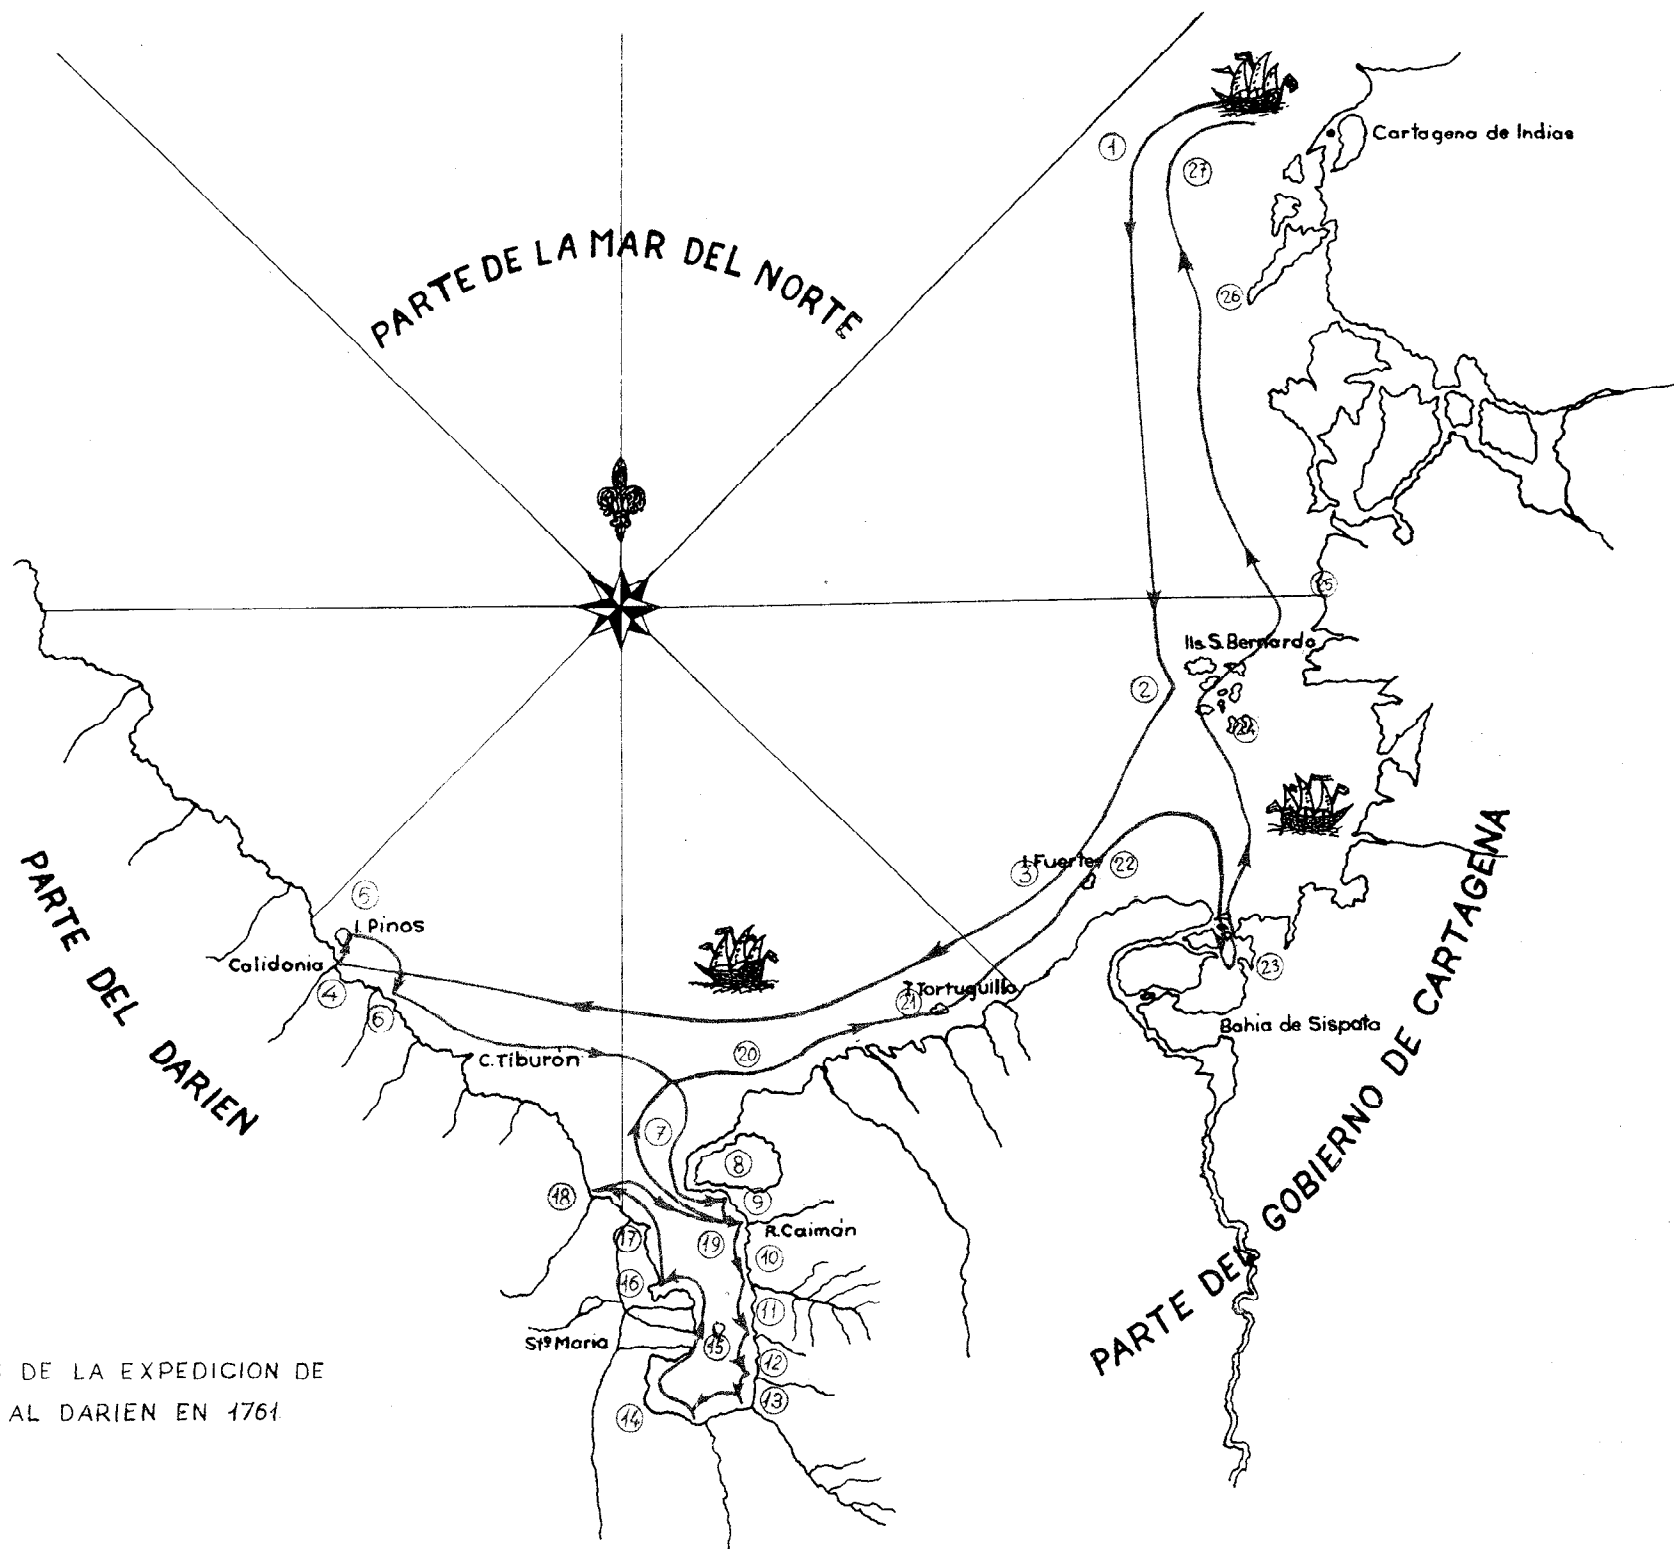 Cartagena de Indias
1
27
PARTE DE LA MAR DEL NORTE
26
25
Ils. S. Bernardo
2
24
I. Fuerte
3
22
5
I. Pinos
Calidonia
4
6
23
I. Tortuguilla
21
Bahia de Sispata
C. Tiburón
20
PARTE DEL DARIEN
PARTE DEL GOBIERNO DE CARTAGENA
7
8
18
9
R. Caimán
17
19
10
16
11
Stª Maria
15
12
13
14
DE LA EXPEDICION DE
AL DARIEN EN 1761